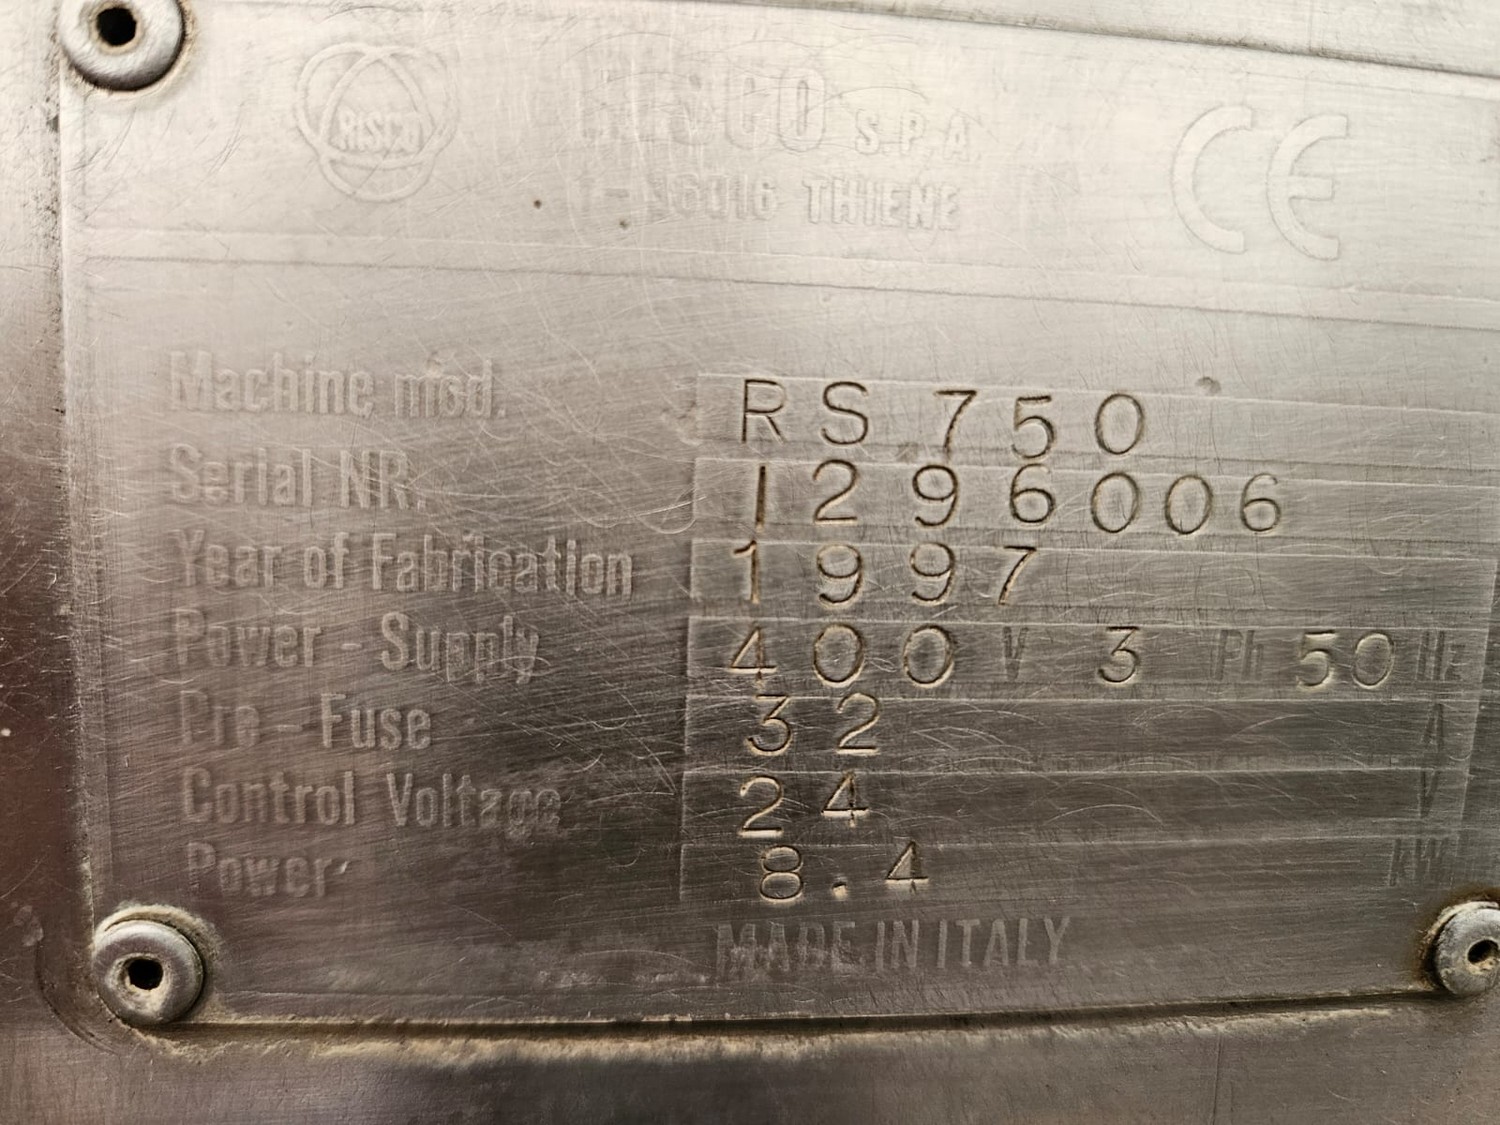 RISCO
RISCO S.P.A.
I-36016 THIENE
CE
Machine mod. RS 750
Serial NR. 1296006
Year of Fabrication 1997
Power - Supply 400 V 3 Ph 50 Hz
Pre - Fuse 32 A
Control Voltage 24 V
Power 8.4 kW
MADE IN ITALY